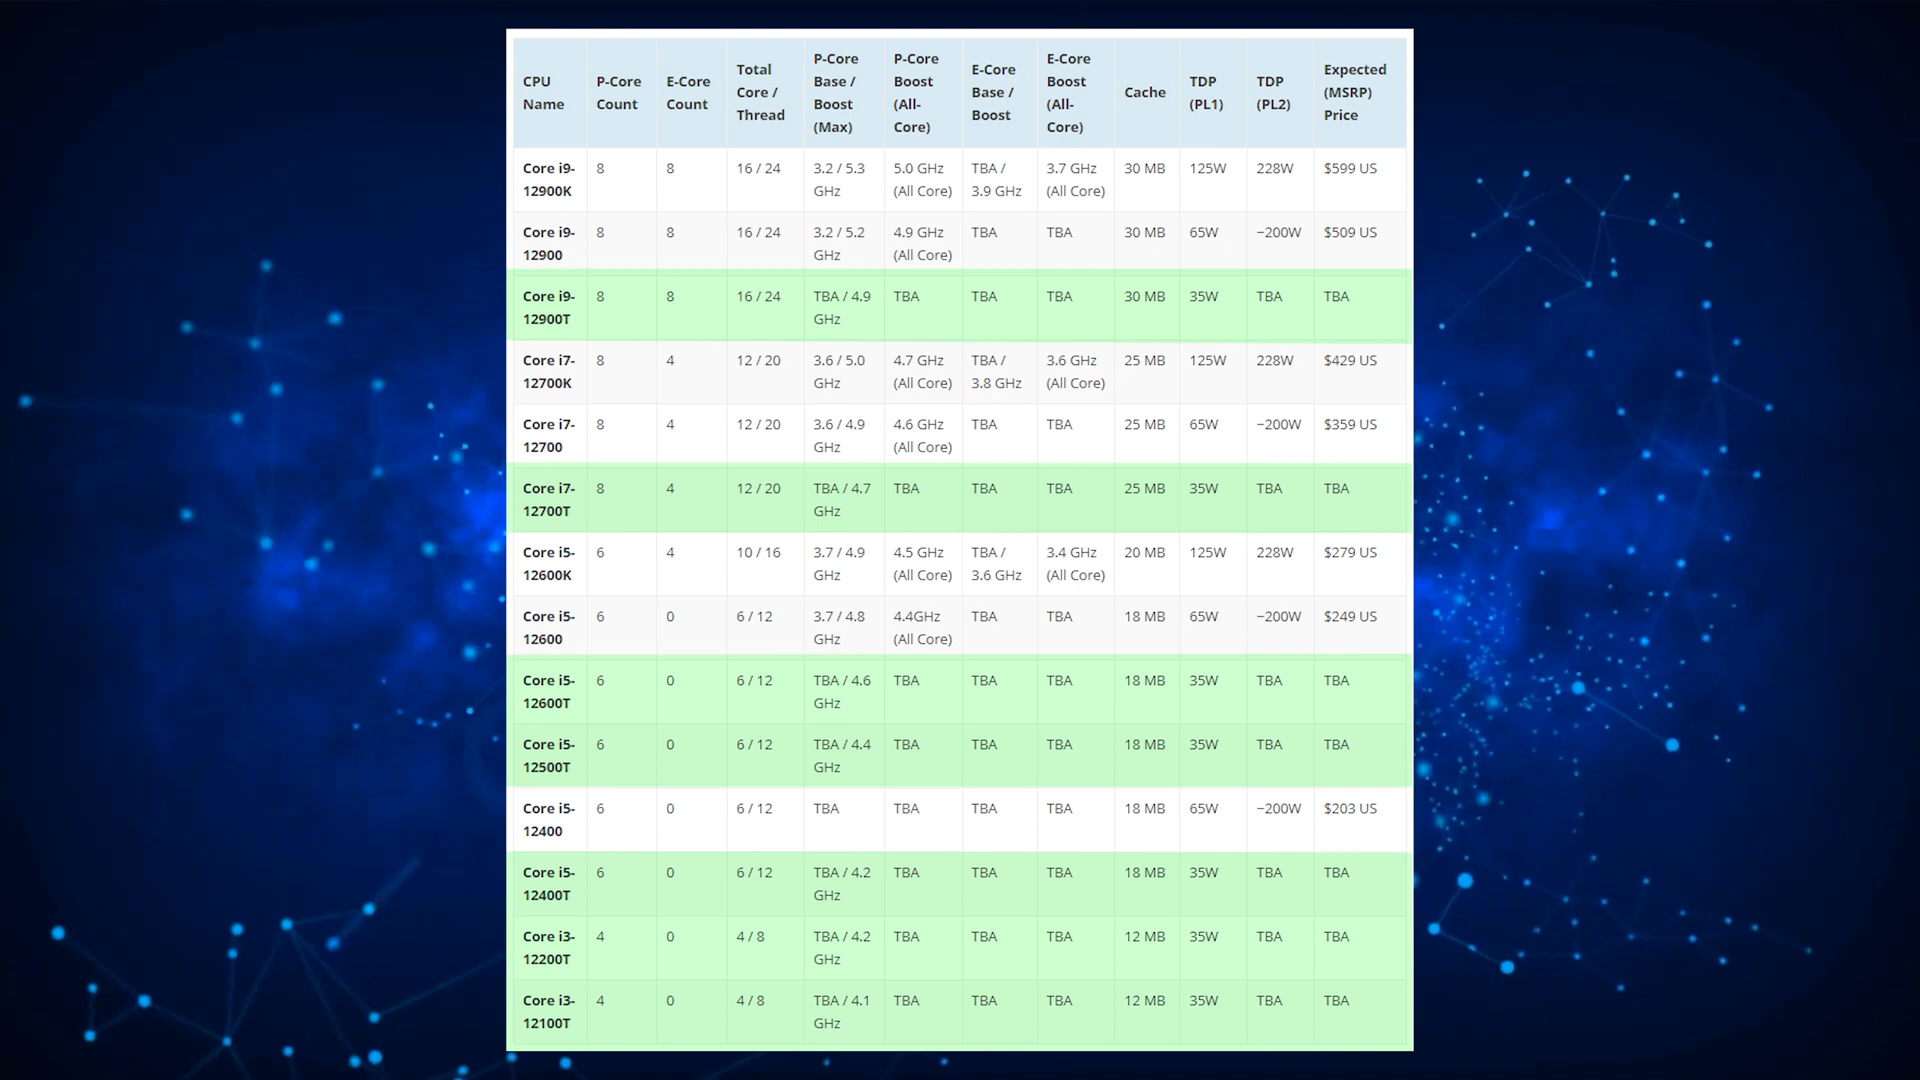 CPU Name | P-Core Count | E-Core Count | Total Core / Thread | P-Core Base / Boost (Max) | P-Core Boost (All-Core) | E-Core Base / Boost | E-Core Boost (All-Core) | Cache | TDP (PL1) | TDP (PL2) | Expected (MSRP) Price
Core i9-12900K | 8 | 8 | 16 / 24 | 3.2 / 5.3 GHz | 5.0 GHz (All Core) | TBA / 3.9 GHz | 3.7 GHz (All Core) | 30 MB | 125W | 228W | $599 US
Core i9-12900 | 8 | 8 | 16 / 24 | 3.2 / 5.2 GHz | 4.9 GHz (All Core) | TBA | TBA | 30 MB | 65W | ~200W | $509 US
Core i9-12900T | 8 | 8 | 16 / 24 | TBA / 4.9 GHz | TBA | TBA | TBA | 30 MB | 35W | TBA | TBA
Core i7-12700K | 8 | 4 | 12 / 20 | 3.6 / 5.0 GHz | 4.7 GHz (All Core) | TBA / 3.8 GHz | 3.6 GHz (All Core) | 25 MB | 125W | 228W | $429 US
Core i7-12700 | 8 | 4 | 12 / 20 | 3.6 / 4.9 GHz | 4.6 GHz (All Core) | TBA | TBA | 25 MB | 65W | ~200W | $359 US
Core i7-12700T | 8 | 4 | 12 / 20 | TBA / 4.7 GHz | TBA | TBA | TBA | 25 MB | 35W | TBA | TBA
Core i5-12600K | 6 | 4 | 10 / 16 | 3.7 / 4.9 GHz | 4.5 GHz (All Core) | TBA / 3.6 GHz | 3.4 GHz (All Core) | 20 MB | 125W | 228W | $279 US
Core i5-12600 | 6 | 0 | 6 / 12 | 3.7 / 4.8 GHz | 4.4GHz (All Core) | TBA | TBA | 18 MB | 65W | ~200W | $249 US
Core i5-12600T | 6 | 0 | 6 / 12 | TBA / 4.6 GHz | TBA | TBA | TBA | 18 MB | 35W | TBA | TBA
Core i5-12500T | 6 | 0 | 6 / 12 | TBA / 4.4 GHz | TBA | TBA | TBA | 18 MB | 35W | TBA | TBA
Core i5-12400 | 6 | 0 | 6 / 12 | TBA | TBA | TBA | TBA | 18 MB | 65W | ~200W | $203 US
Core i5-12400T | 6 | 0 | 6 / 12 | TBA / 4.2 GHz | TBA | TBA | TBA | 18 MB | 35W | TBA | TBA
Core i3-12200T | 4 | 0 | 4 / 8 | TBA / 4.2 GHz | TBA | TBA | TBA | 12 MB | 35W | TBA | TBA
Core i3-12100T | 4 | 0 | 4 / 8 | TBA / 4.1 GHz | TBA | TBA | TBA | 12 MB | 35W | TBA | TBA